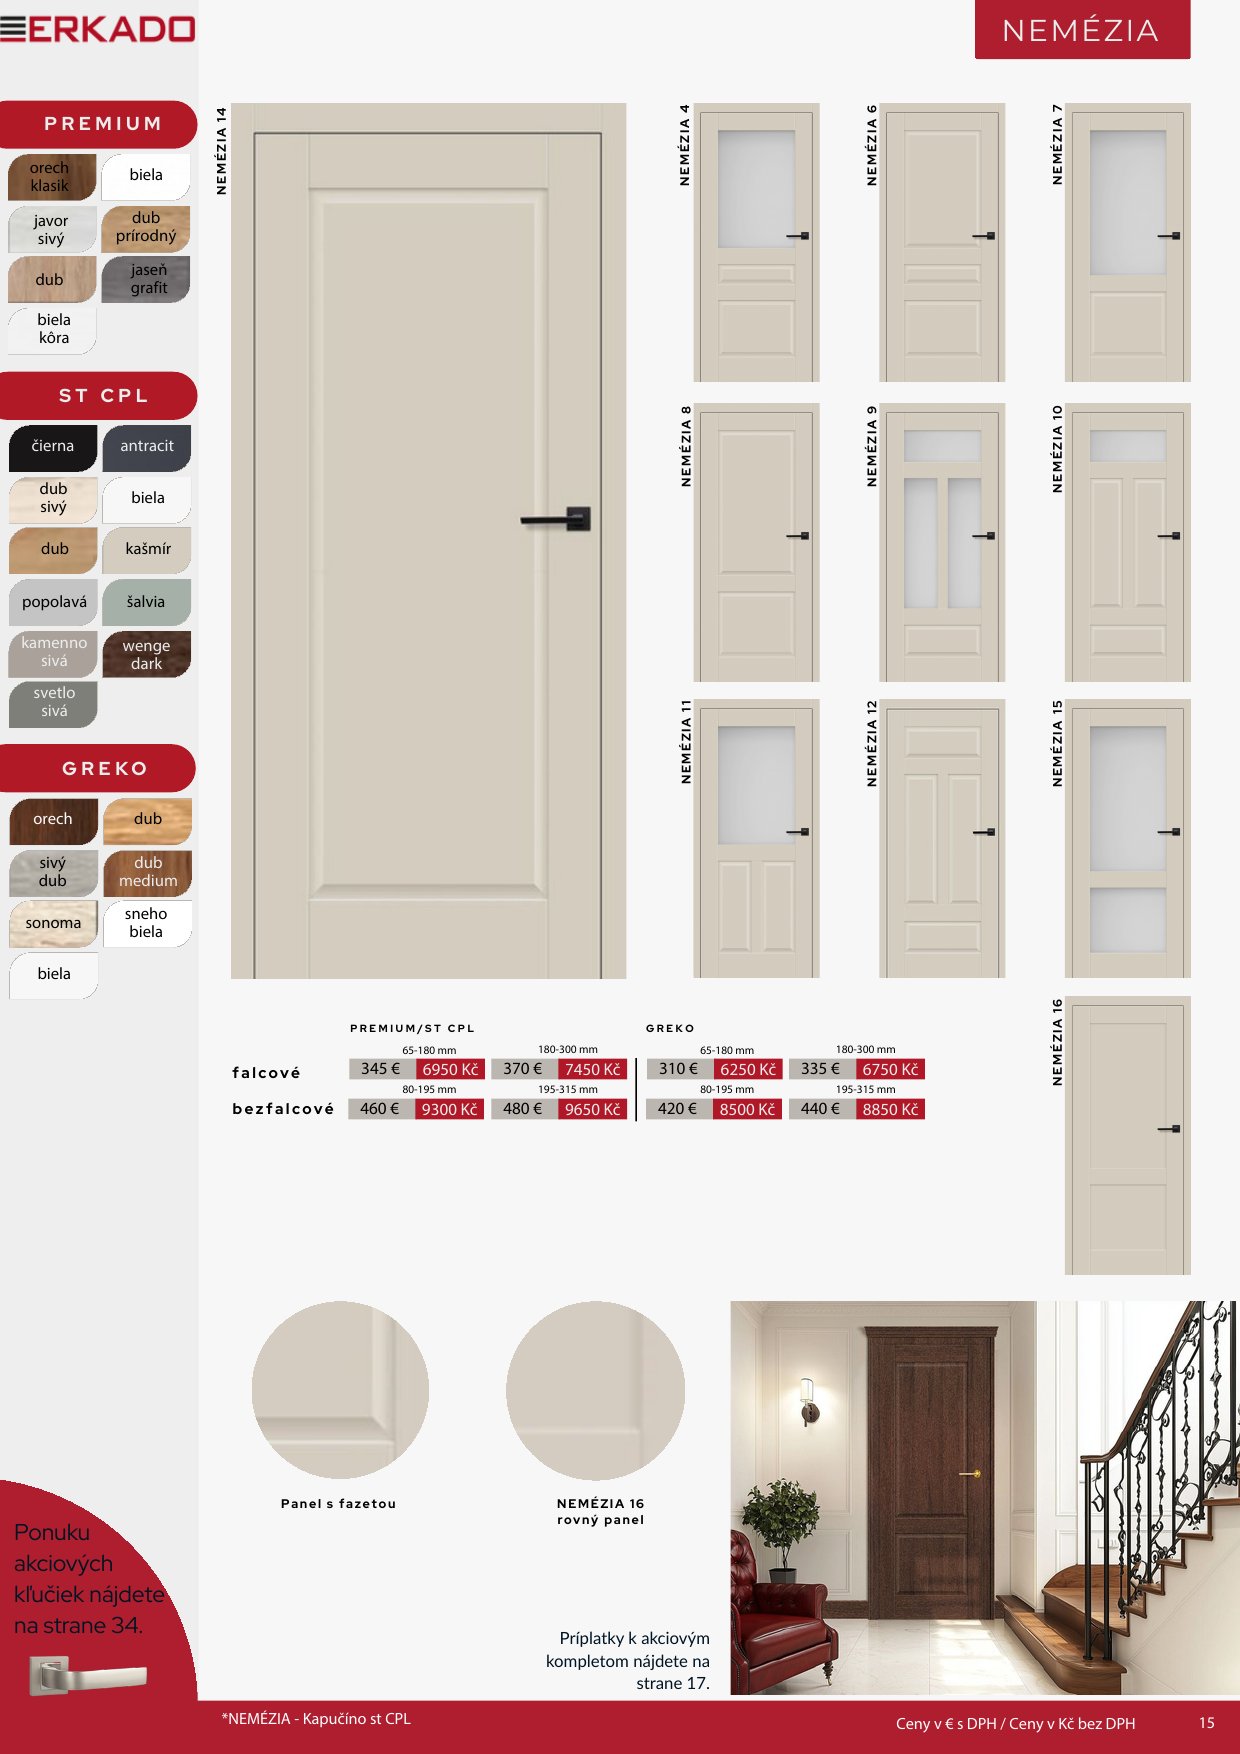 ERKADO
NEMÉZIA
PREMIUM
orech
klasik
biela
javor
sivý
dub
prírodný
dub
jaseň
grafit
biela
kôra
ST CPL
čierna
antracit
dub
sivý
biela
dub
kašmír
popolavá
šalvia
kamenno
sivá
wenge
dark
svetlo
sivá
GREKO
orech
dub
sivý
dub
dub
medium
sonoma
sneho
biela
biela
NEMÉZIA 14
NEMÉZIA 4
NEMÉZIA 6
NEMÉZIA 7
NEMÉZIA 8
NEMÉZIA 9
NEMÉZIA 10
NEMÉZIA 11
NEMÉZIA 12
NEMÉZIA 15
NEMÉZIA 16
PREMIUM/ST CPL GREKO
65-180 mm 180-300 mm 65-180 mm 180-300 mm
falcové 345 € 6950 Kč 370 € 7450 Kč 310 € 6250 Kč 335 € 6750 Kč
80-195 mm 195-315 mm 80-195 mm 195-315 mm
bezfalcové 460 € 9300 Kč 480 € 9650 Kč 420 € 8500 Kč 440 € 8850 Kč
Panel s fazetou
NEMÉZIA 16
rovný panel
Ponuku
akciových
kľučiek nájdete
na strane 34.
Príplatky k akciovým
kompletom nájdete na
strane 17.
*NEMÉZIA - Kapučíno st CPL
Ceny v € s DPH / Ceny v Kč bez DPH
15